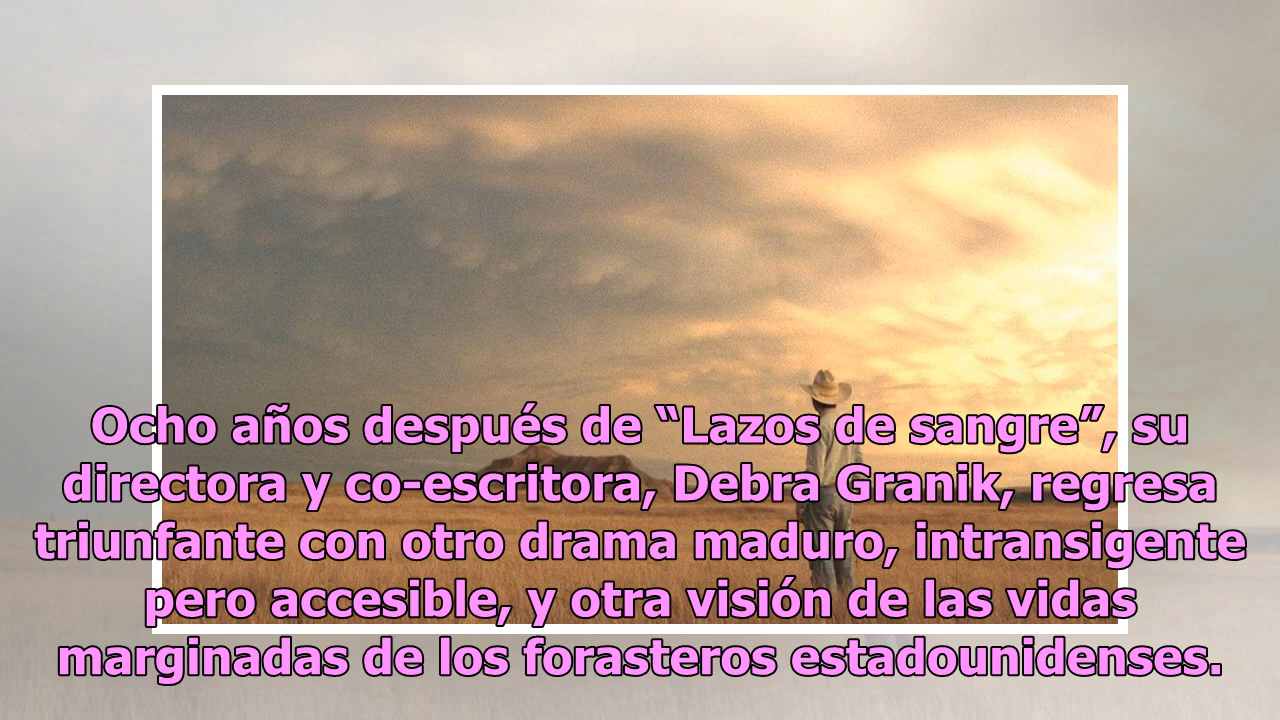 Ocho años después de “Lazos de sangre”, su
directora y co-escritora, Debra Granik, regresa
triunfante con otro drama maduro, intransigente
pero accesible, y otra visión de las vidas
marginadas de los forasteros estadounidenses.